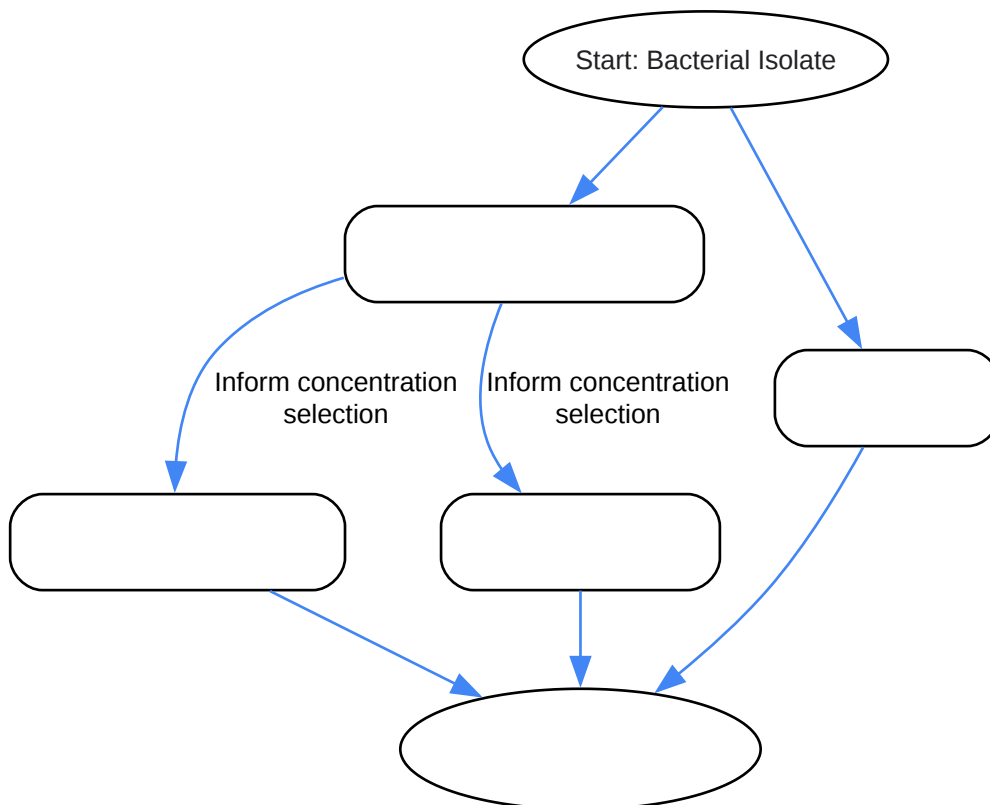 Start: Bacterial Isolate
Inform concentration
selection
Inform concentration
selection